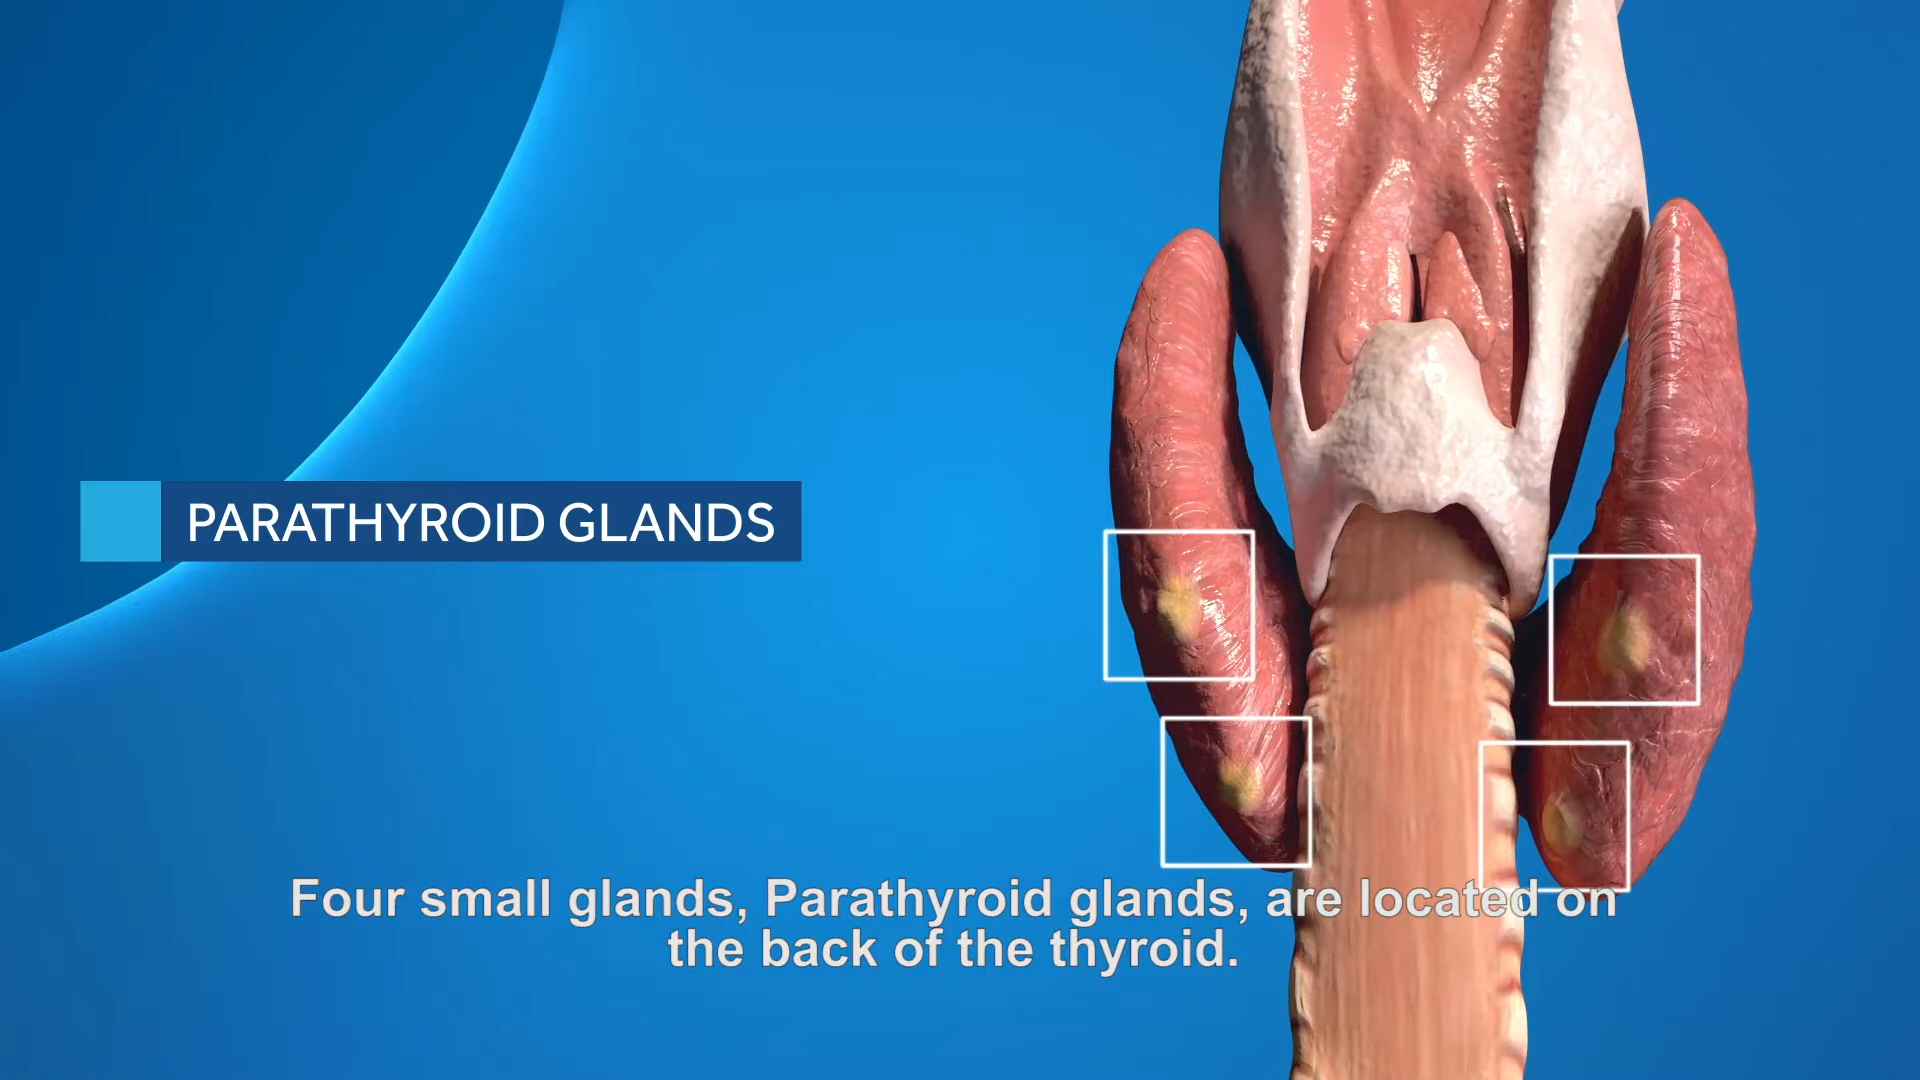 PARATHYROID GLANDS
Four small glands, Parathyroid glands, are located on
the back of the thyroid.